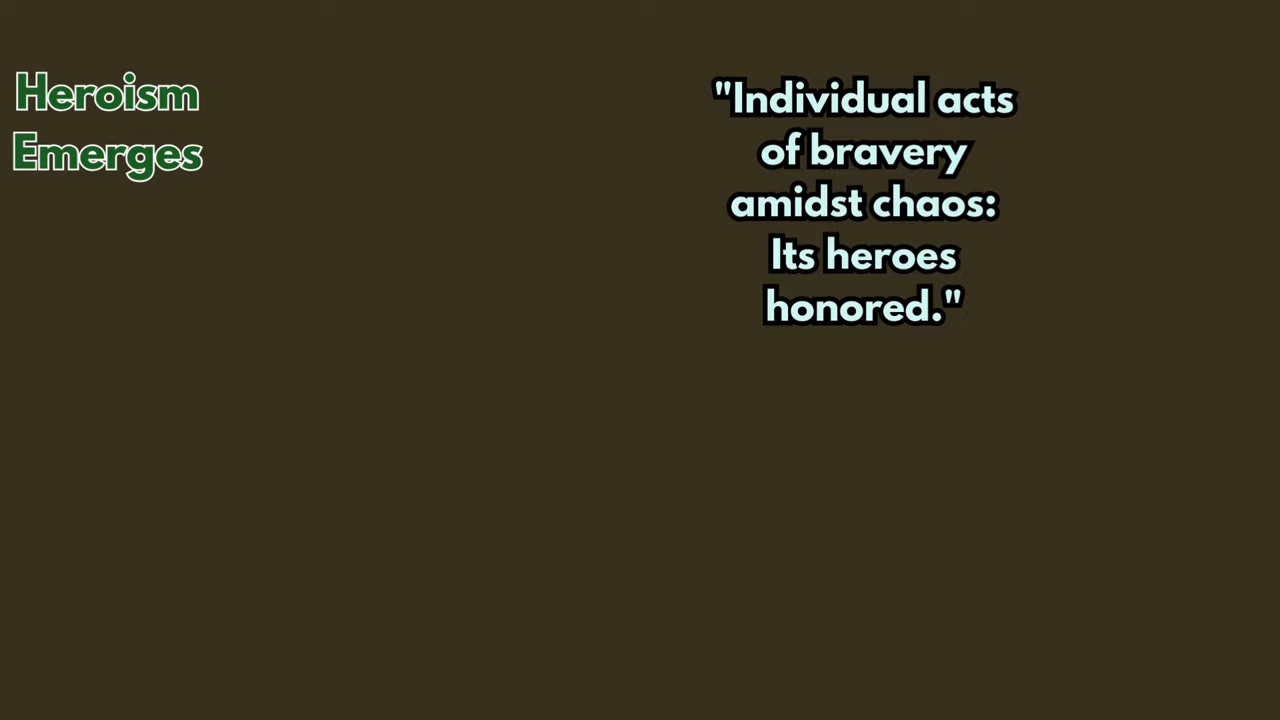 Heroism
Emerges
"Individual acts
of bravery
amidst chaos:
Its heroes
honored."